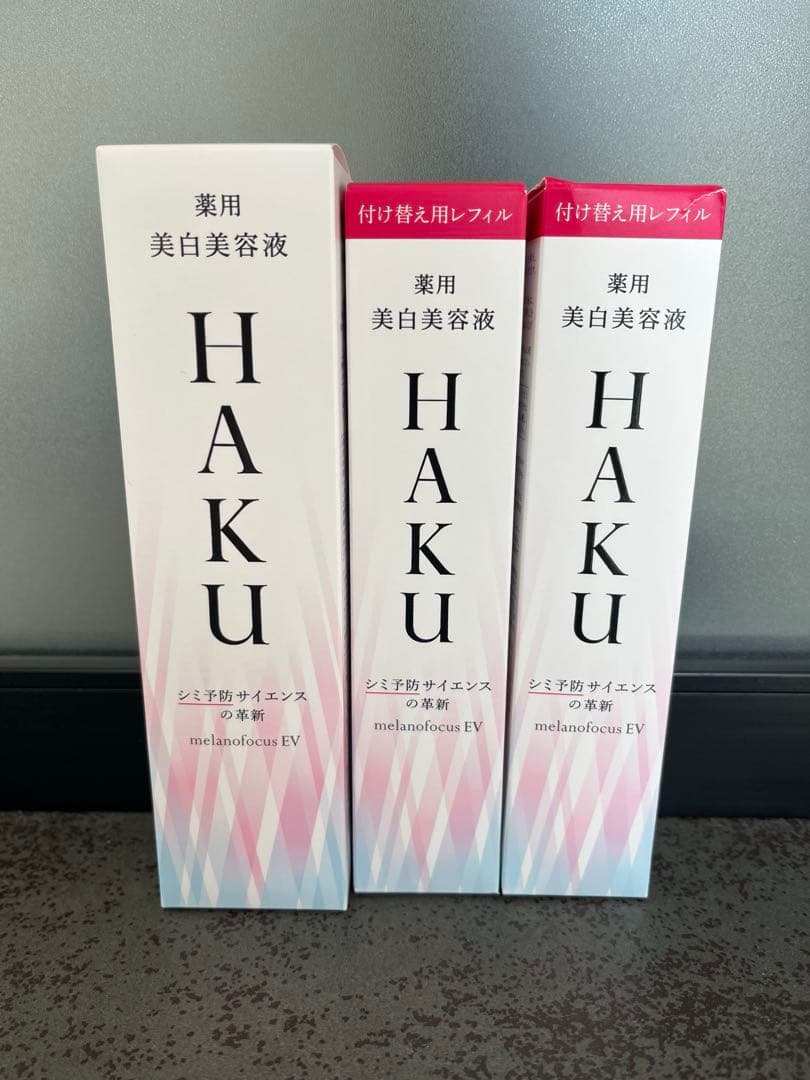 薬用
美白美容液
HAKU
シミ予防サイエンス
の革新
melanofocus EV
付け替え用レフィル
薬用
美白美容液
HAKU
シミ予防サイエンス
の革新
melanofocus EV
付け替え用レフィル
薬用
美白美容液
HAKU
シミ予防サイエンス
の革新
melanofocus EV